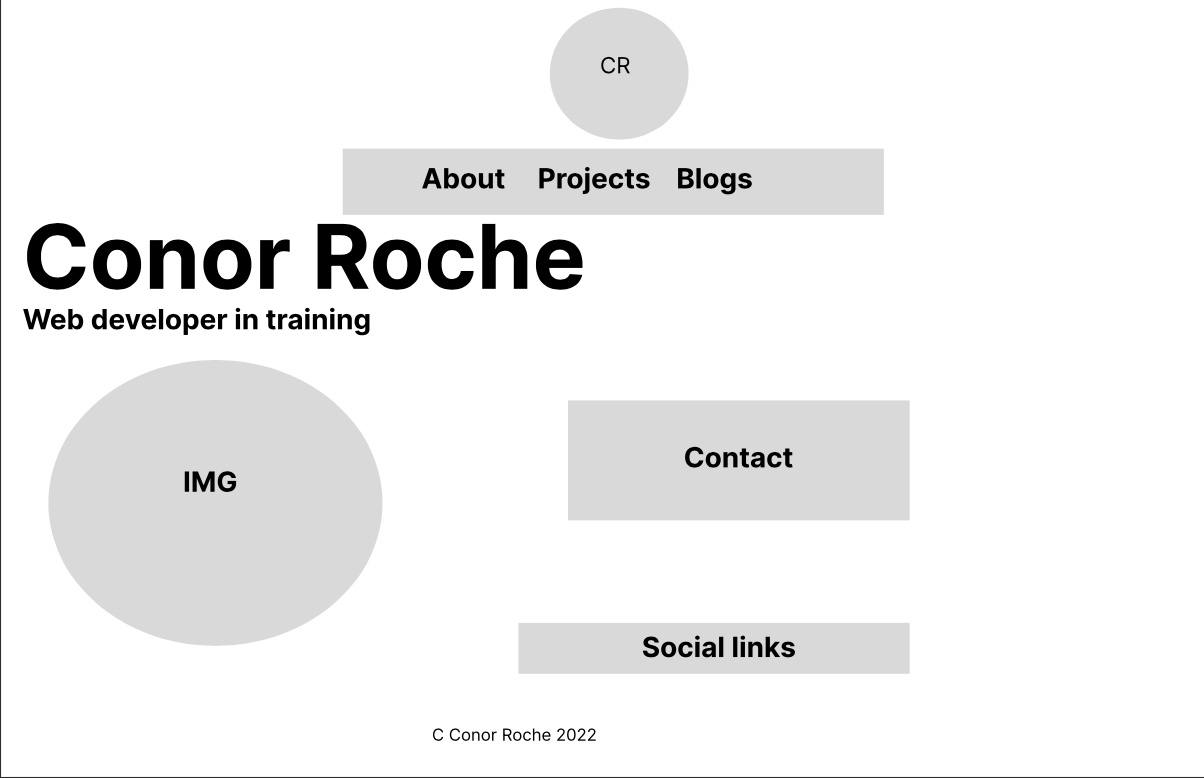 CR
About Projects Blogs
Conor Roche
Web developer in training
IMG
Contact
Social links
C Conor Roche 2022